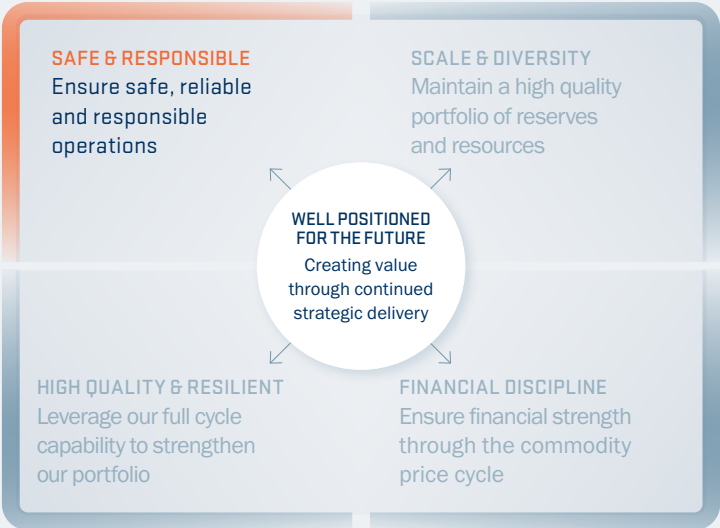 SAFE & RESPONSIBLE
Ensure safe, reliable
and responsible
operations
SCALE & DIVERSITY
Maintain a high quality
portfolio of reserves
and resources
WELL POSITIONED
FOR THE FUTURE
Creating value
through continued
strategic delivery
HIGH QUALITY & RESILIENT
Leverage our full cycle
capability to strengthen
our portfolio
FINANCIAL DISCIPLINE
Ensure financial strength
through the commodity
price cycle